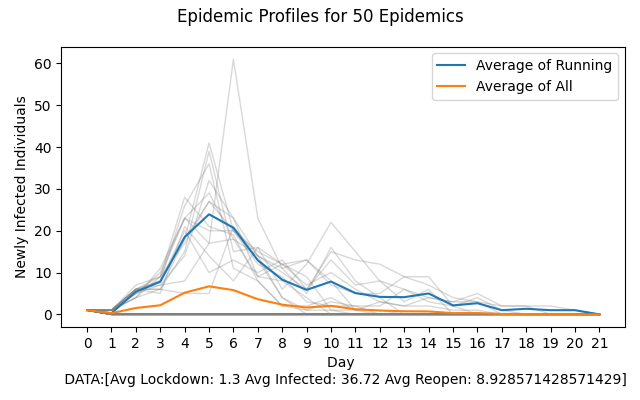 Epidemic Profiles for 50 Epidemics
Newly Infected Individuals
60
50
40
30
20
10
0
Average of Running
Average of All
0 1 2 3 4 5 6 7 8 9 10 11 12 13 14 15 16 17 18 19 20 21
Day
DATA:[Avg Lockdown: 1.3 Avg Infected: 36.72 Avg Reopen: 8.928571428571429]